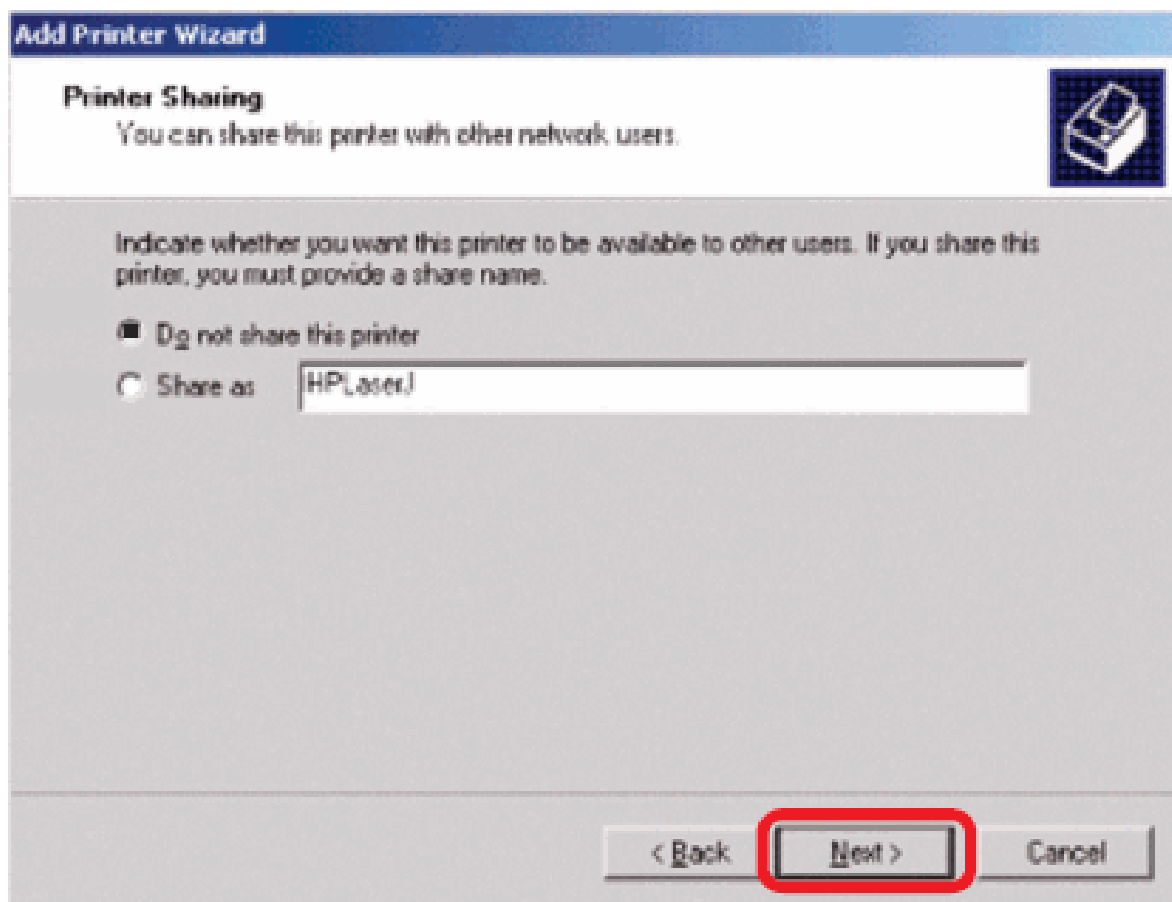 Add Printer Wizard
Printer Sharing
You can share this printer with other network users.
Indicate whether you want this printer to be available to other users. If you share this
printer, you must provide a share name.
Do not share this printer
Share as HPLaserJ
< Back Next > Cancel